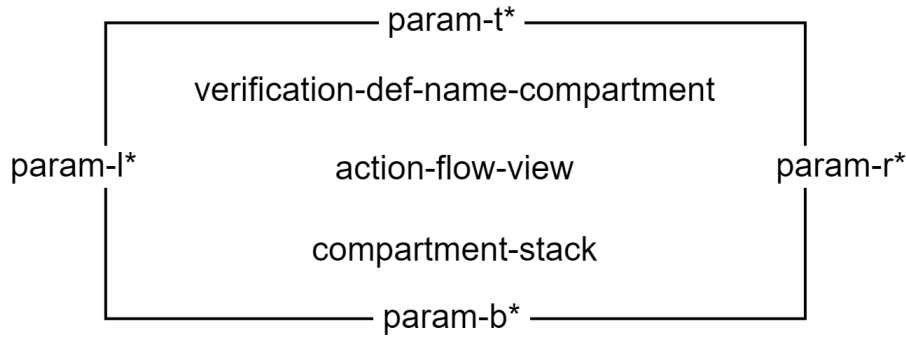 param-t*
verification-def-name-compartment
param-l*
action-flow-view
param-r*
compartment-stack
param-b*